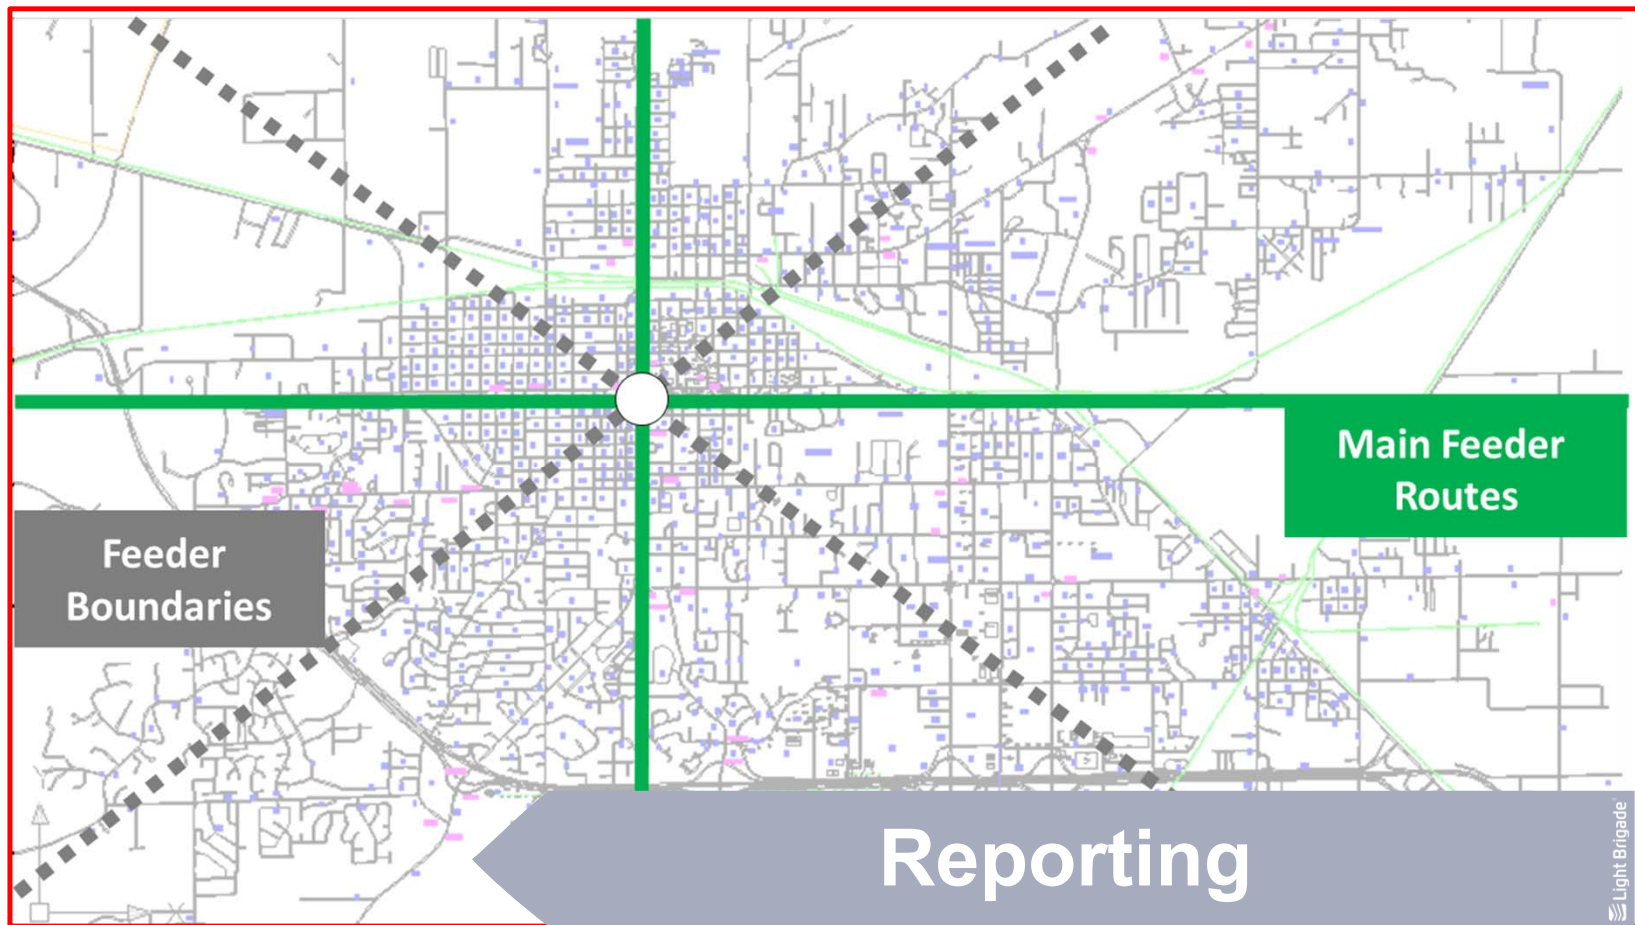 Main Feeder
Routes
Feeder
Boundaries
Reporting
Light Brigade